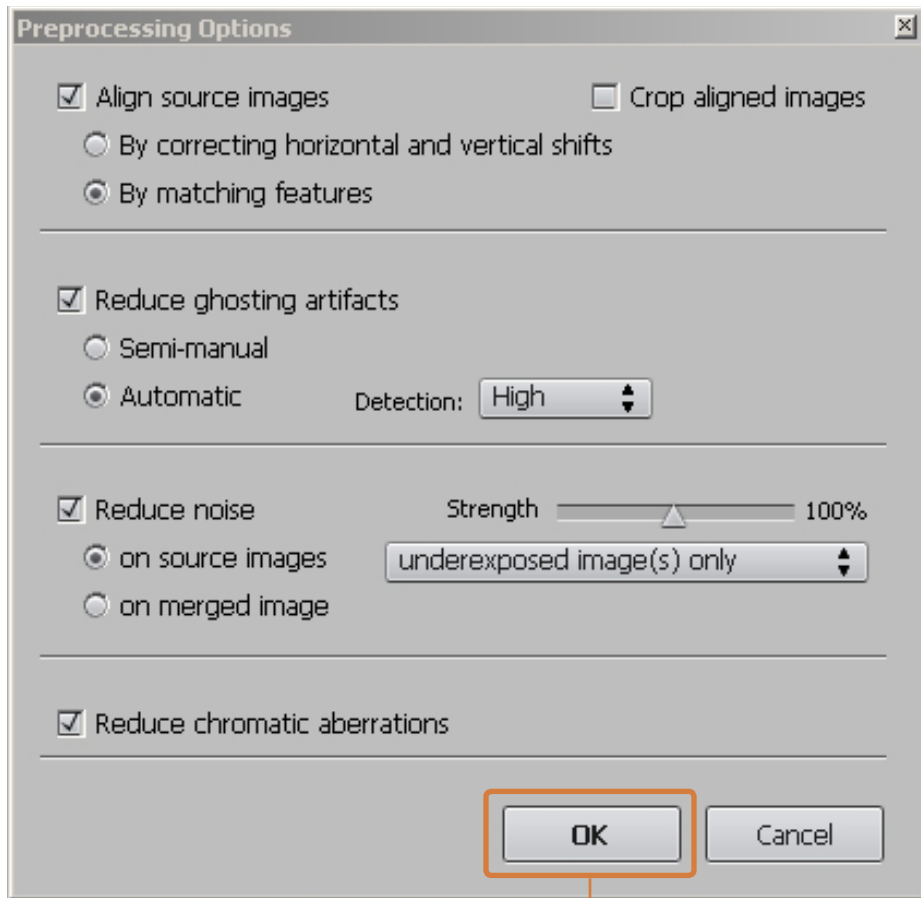 Preprocessing Options
Align source images
Crop aligned images
By correcting horizontal and vertical shifts
By matching features
Reduce ghosting artifacts
Semi-manual
Automatic
Detection: High
Reduce noise
Strength 100%
on source images
underexposed image(s) only
on merged image
Reduce chromatic aberrations
OK
Cancel